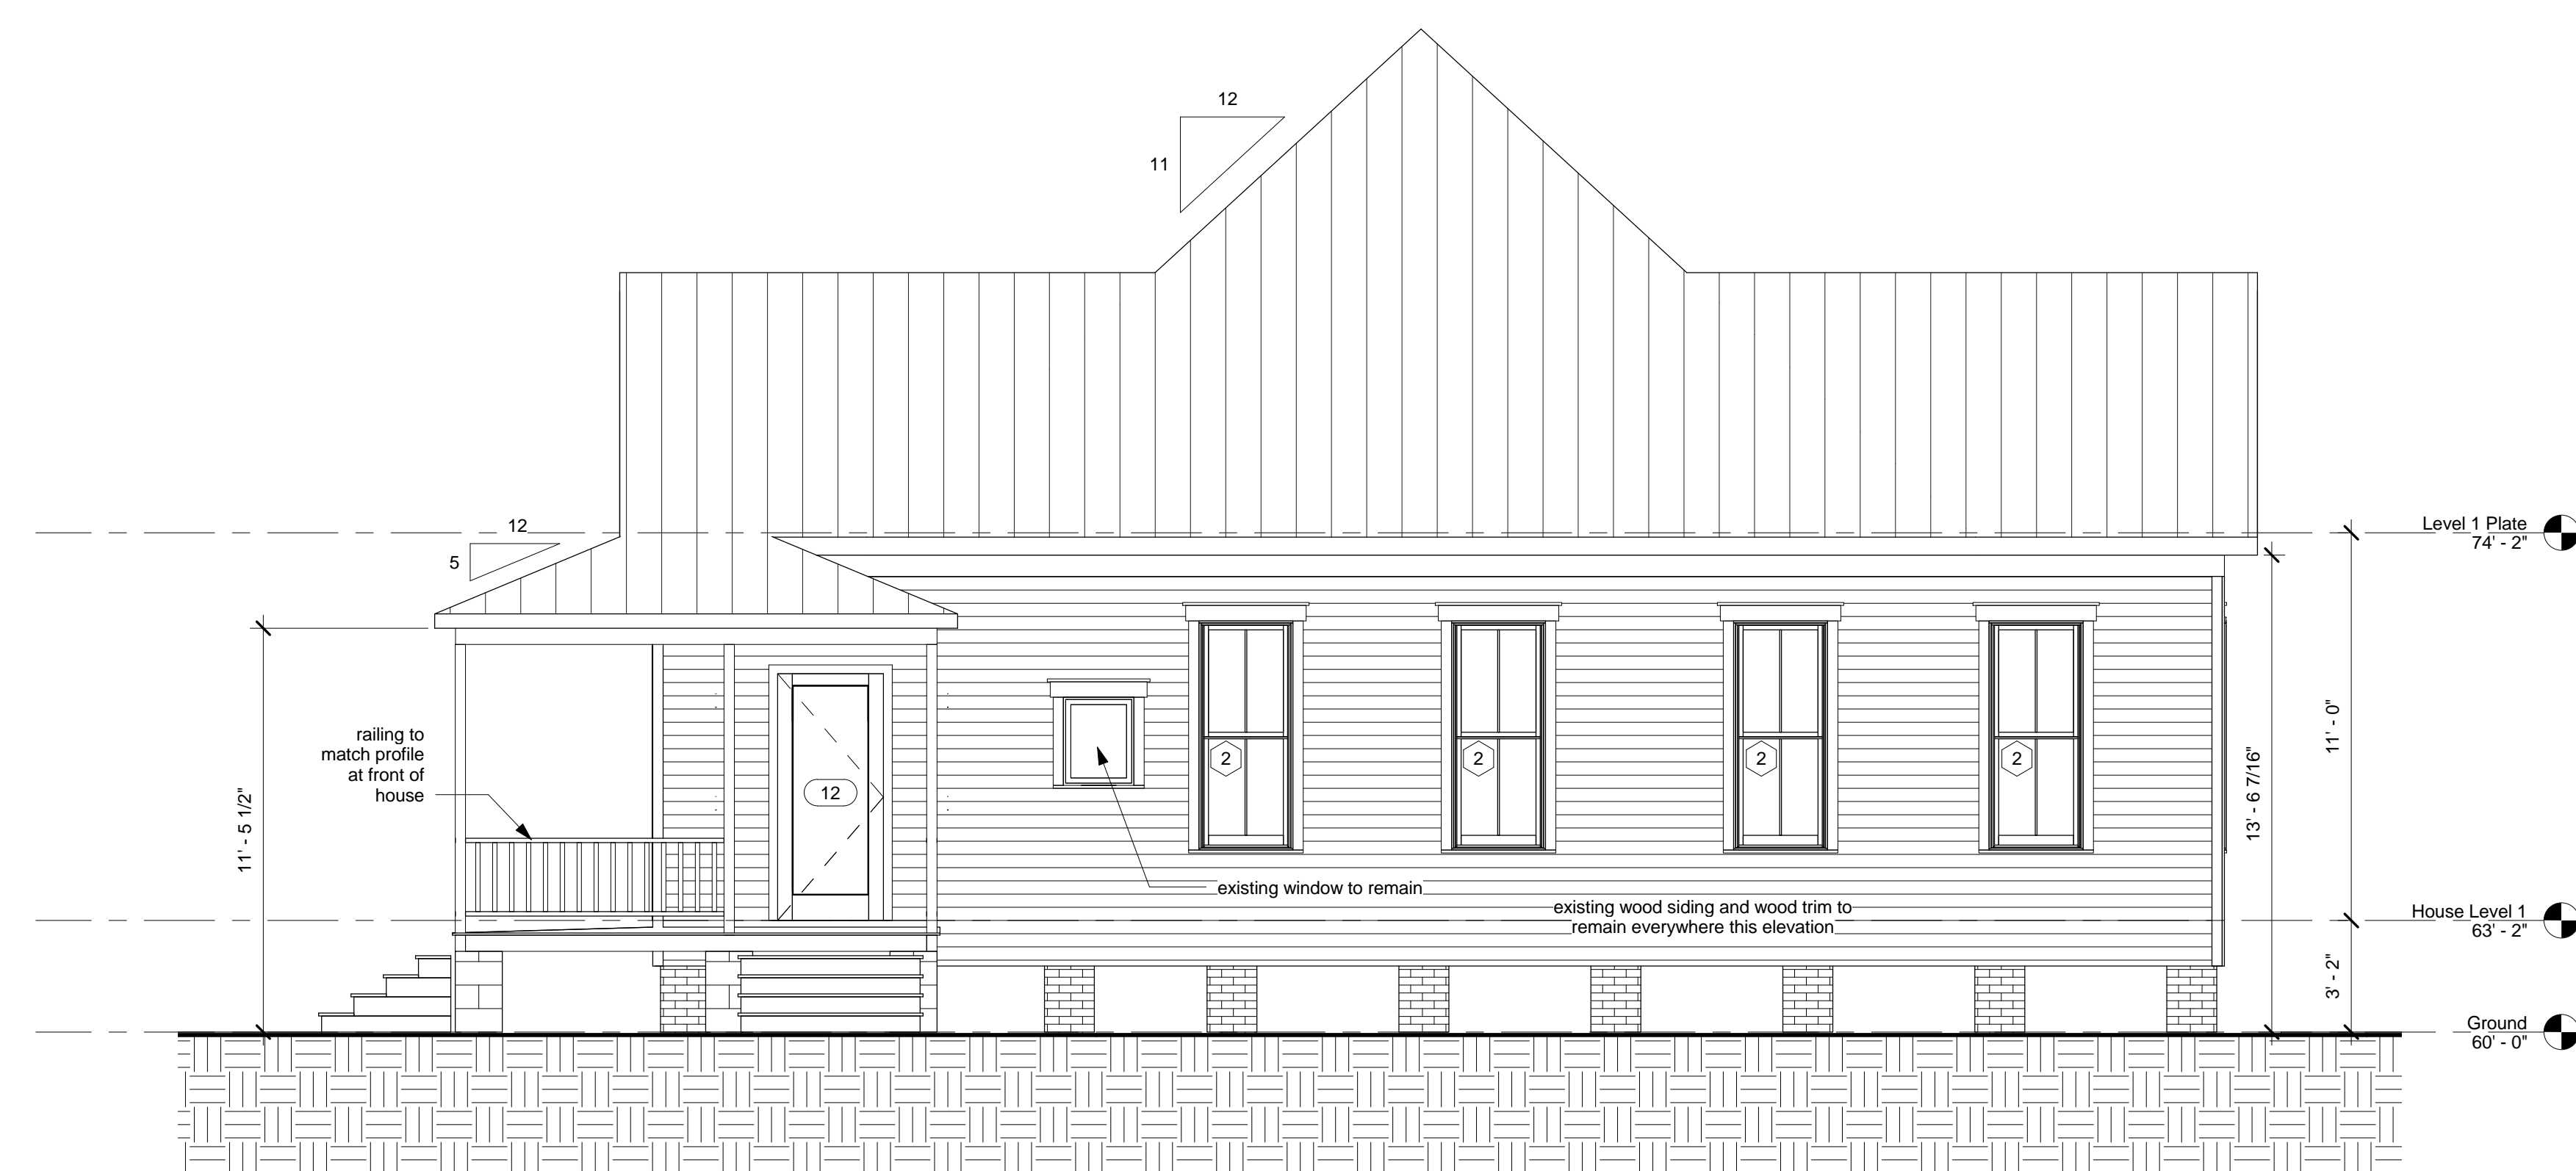 12
11
12
5
Level 1 Plate
74' - 2"
railing to
match profile
at front of
house
11' - 5 1/2"
12
2
2
2
2
13' - 6 7/16"
11' - 0"
existing window to remain
existing wood siding and wood trim to
remain everywhere this elevation
House Level 1
63' - 2"
3' - 2"
Ground
60' - 0"